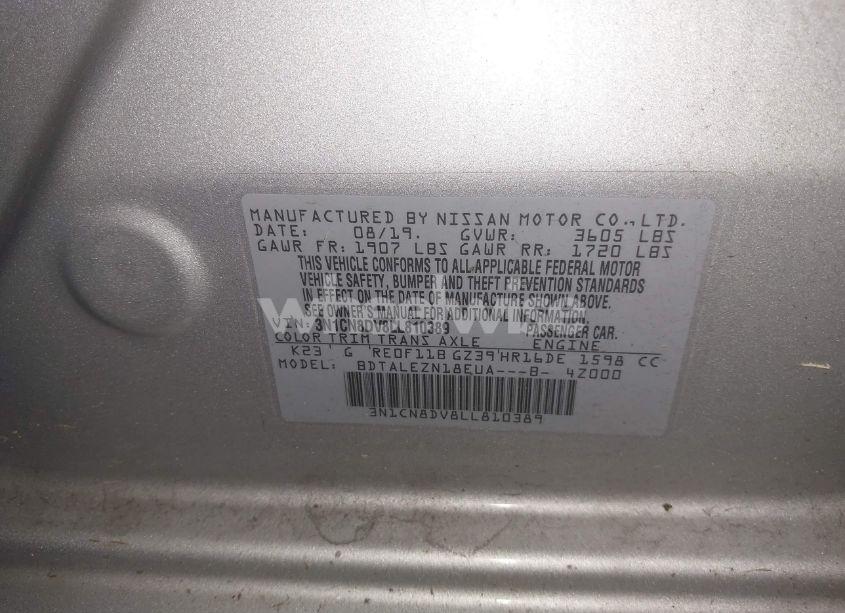 MANUFACTURED BY NISSAN MOTOR CO., LTD.
DATE: 08/19. GVWR: 3605 LBS
GAWR FR: 1907 LBS GAWR RR: 1720 LBS
THIS VEHICLE CONFORMS TO ALL APPLICABLE FEDERAL MOTOR
VEHICLE SAFETY, BUMPER AND THEFT PREVENTION STANDARDS
IN EFFECT ON THE DATE OF MANUFACTURE SHOWN ABOVE.
SEE OWNER'S MANUAL FOR ADDITIONAL INFORMATION.
VIN: 3N1CN8DV8LL810389 PASSENGER CAR.
COLOR TRIM TRANS AXLE ENGINE
K23 G RE0F11B GZ39 HR16DE 1598 CC
MODEL: BDTALEZN18EUA---B- 4Z000
3N1CN8DV8LL810389